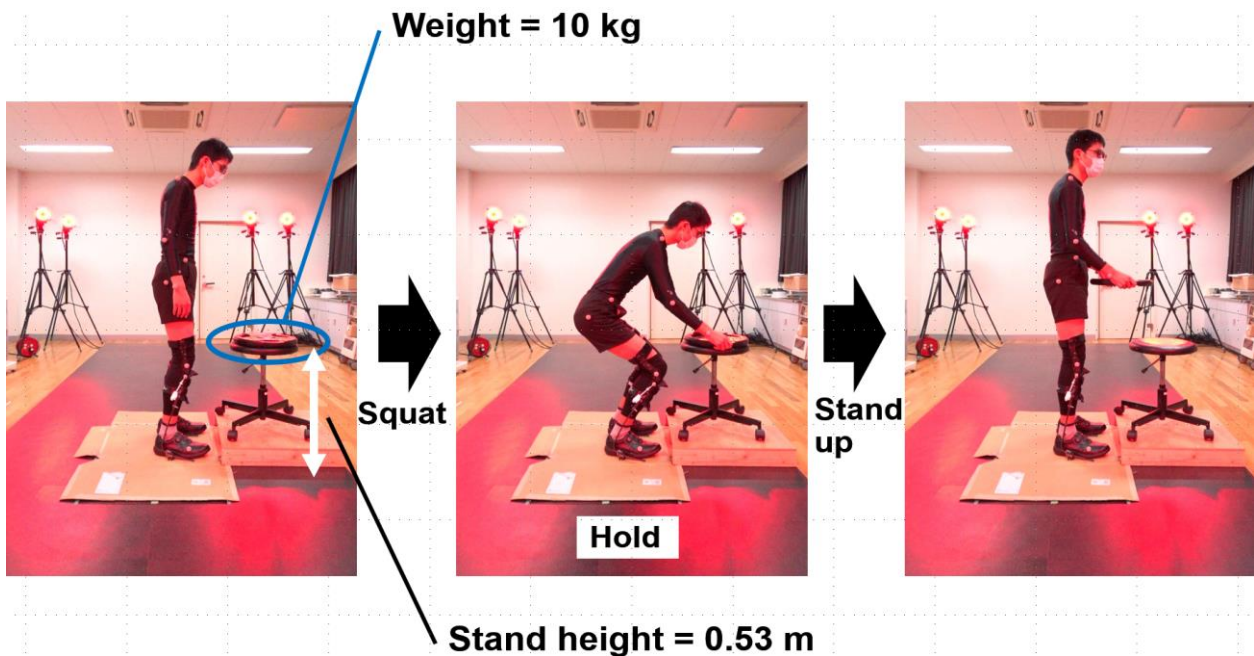 Weight = 10 kg
Squat
Stand
up
Hold
Stand height = 0.53 m